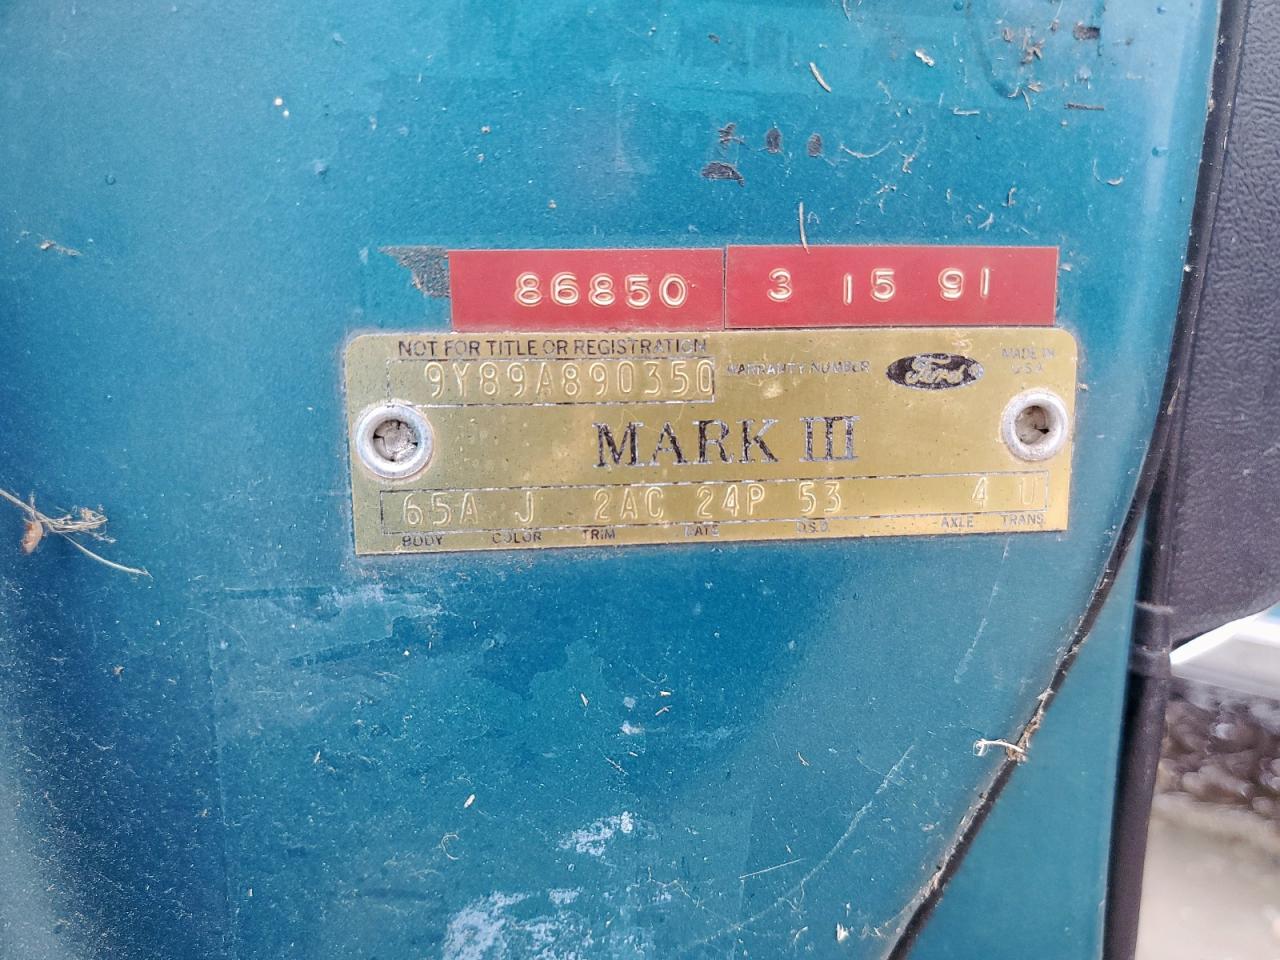 86850 3 15 91
NOT FOR TITLE OR REGISTRATION
9Y89A890350 WARRANTY NUMBER Ford MADE IN U.S.A.
MARK III
65A J 2AC 24P 53 4 U
BODY COLOR TRIM DATE D.S.O. AXLE TRANS.